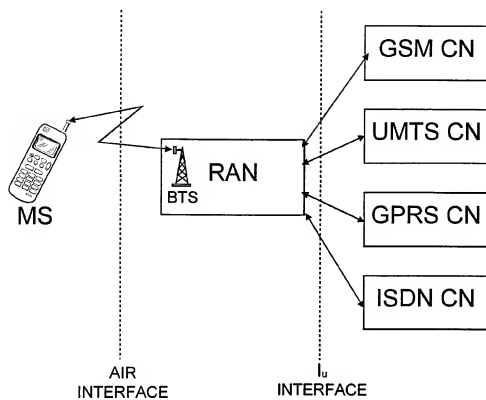 GSM CN
UMTS CN
RAN
BTS
MS
GPRS CN
ISDN CN
AIR
INTERFACE
Iu
INTERFACE